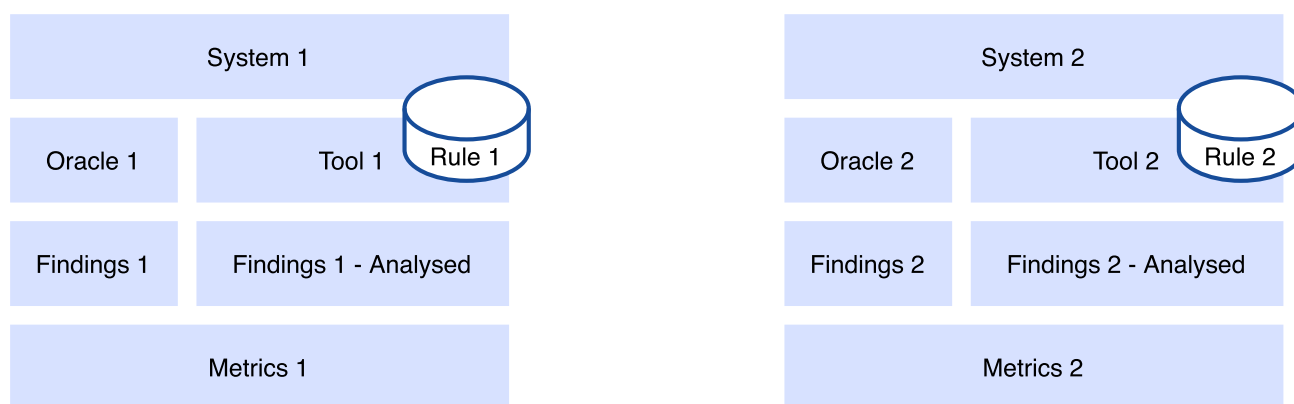 System 1
Oracle 1
Tool 1
Rule 1
Findings 1
Findings 1 - Analysed
Metrics 1
System 2
Oracle 2
Tool 2
Rule 2
Findings 2
Findings 2 - Analysed
Metrics 2